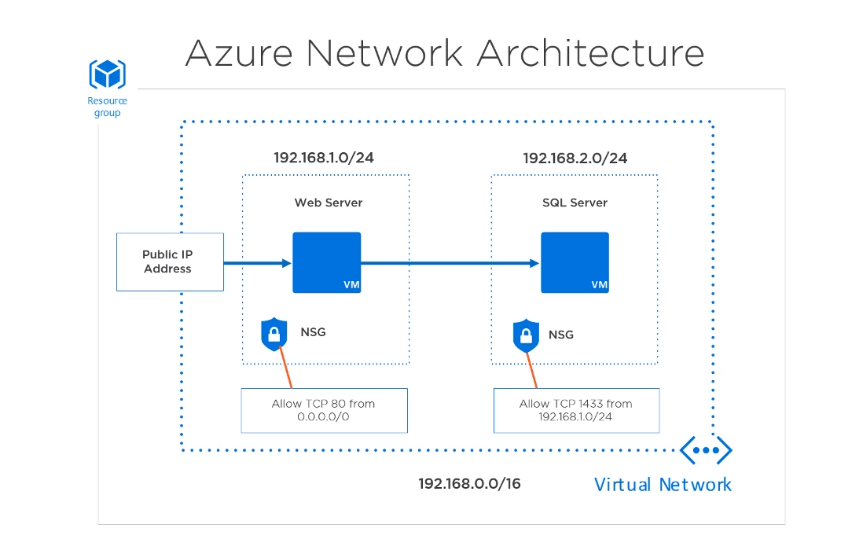 Azure Network Architecture
Resource
group
192.168.1.0/24
192.168.2.0/24
Web Server
SQL Server
Public IP
Address
VM
VM
NSG
NSG
Allow TCP 80 from
0.0.0.0/0
Allow TCP 1433 from
192.168.1.0/24
192.168.0.0/16
Virtual Network